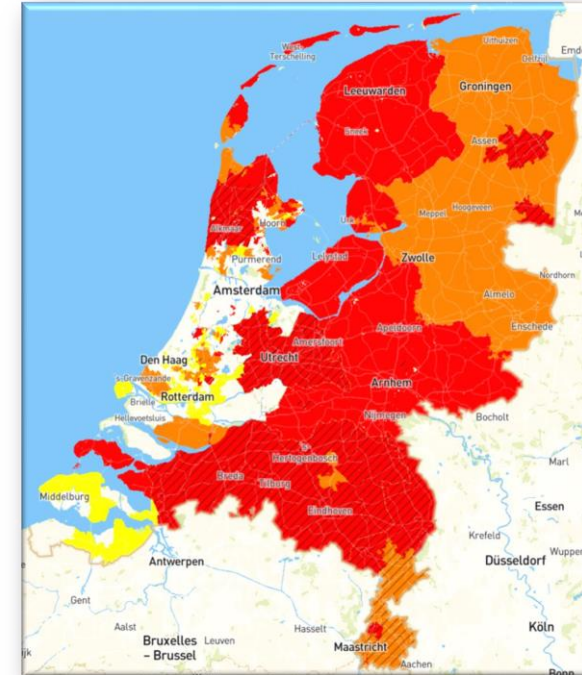 Uithuizen
Emd
Delfzijl
West-
Terschelling
Groningen
Leeuwarden
Sneek
Assen
Urk
Meppel
Hoogeveen
Alkmaar
Hoorn
Purmerend
Lelystad
Zwolle
Nordhorn
Amsterdam
Almelo
Apeldoorn
Enschede
Amersfoort
Den Haag
Utrecht
's-Gravenzande
Arnhem
Rotterdam
Brielle
Hellevoetsluis
Nijmegen
Bocholt
Hertogenbosch
Marl
Breda
Tilburg
Middelburg
Eindhoven
Essen
Krefeld
Wupper
Antwerpen
Düsseldorf
Gent
Aalst
Bruxelles
– Brussel
Leuven
Hasselt
Köln
ijk
Maastricht
Aachen
Bonn